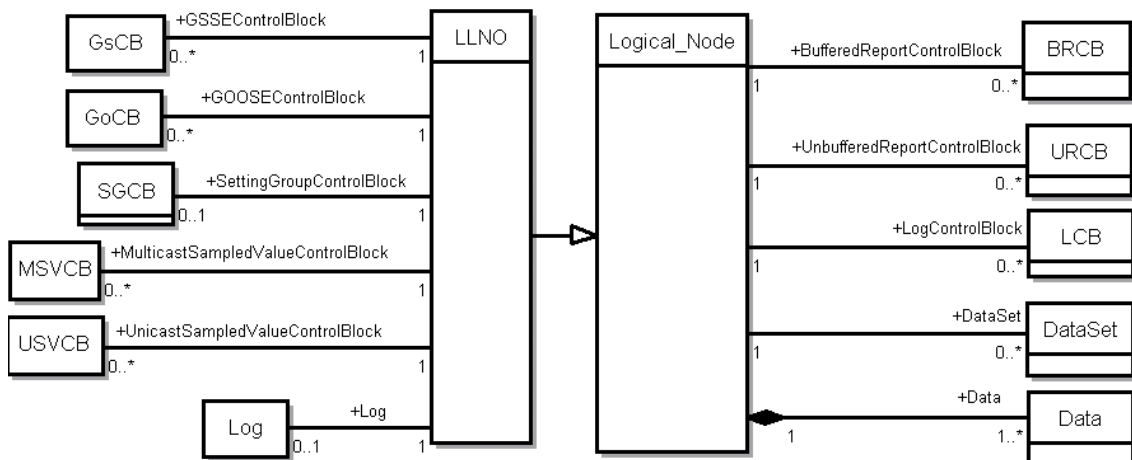 GsCB
+GSSEControlBlock
0..*
1
GoCB
+GOOSEControlBlock
0..*
1
SGCB
+SettingGroupControlBlock
0..1
1
MSVCB
+MulticastSampledValueControlBlock
0..*
1
USVCB
+UnicastSampledValueControlBlock
0..*
1
Log
+Log
0..1
1
LLNO
Logical_Node
+BufferedReportControlBlock
1
0..*
BRCB
+UnbufferedReportControlBlock
1
0..*
URCB
+LogControlBlock
1
0..*
LCB
+DataSet
1
0..*
DataSet
+Data
1
1..*
Data